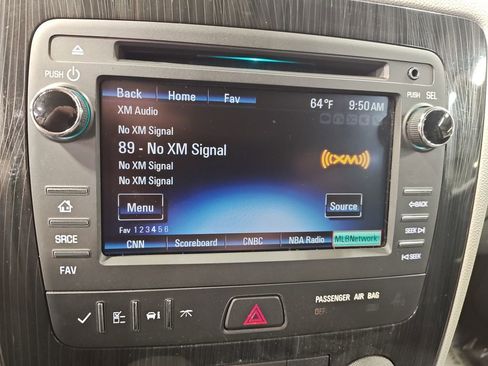 PUSH
PUSH SEL
Back Home Fav 64°F 9:50AM
XM Audio
No XM Signal
89 - No XM Signal
No XM Signal
No XM Signal
((XM))
Menu Source
Fav 1 2 3 4 5 6
CNN Scoreboard CNBC NBA Radio MLBNetwork
SRCE
FAV
BACK
SEEK
SEEK
PASSENGER AIR BAG
OFF